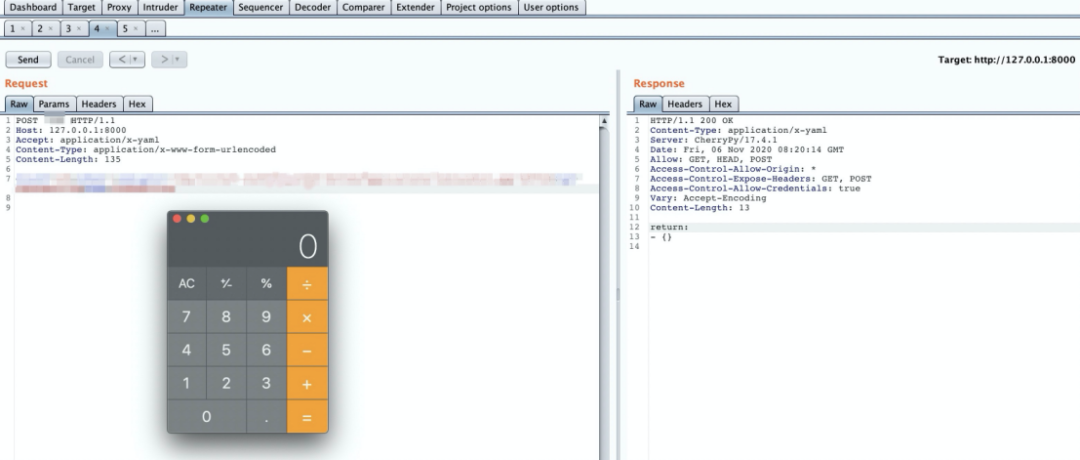 Dashboard Target Proxy Intruder Repeater Sequencer Decoder Comparer Extender Project options User options
1 × 2 × 3 × 4 × 5 × ...
Send Cancel < | ▾ > | ▾ Target: http://127.0.0.1:8000
Request
Raw Params Headers Hex
1 POST HTTP/1.1
2 Host: 127.0.0.1:8000
3 Accept: application/x-yaml
4 Content-Type: application/x-www-form-urlencoded
5 Content-Length: 135
6
7
8
9
0
AC +⁄- % ÷
7 8 9 ×
4 5 6 −
1 2 3 +
0 . =
Response
Raw Headers Hex
1 HTTP/1.1 200 OK
2 Content-Type: application/x-yaml
3 Server: CherryPy/17.4.1
4 Date: Fri, 06 Nov 2020 08:20:14 GMT
5 Allow: GET, HEAD, POST
6 Access-Control-Allow-Origin: *
7 Access-Control-Expose-Headers: GET, POST
8 Access-Control-Allow-Credentials: true
9 Vary: Accept-Encoding
10 Content-Length: 13
11
12 return:
13 - {}
14